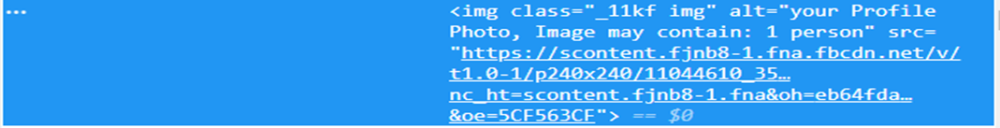 ... <img class="_11kf img" alt="your Profile
Photo, Image may contain: 1 person" src=
"https://scontent.fjnb8-1.fna.fbcdn.net/v/
t1.0-1/p240x240/11044610_35…
nc_ht=scontent.fjnb8-1.fna&oh=eb64fda…
&oe=5CF563CF"> == $0